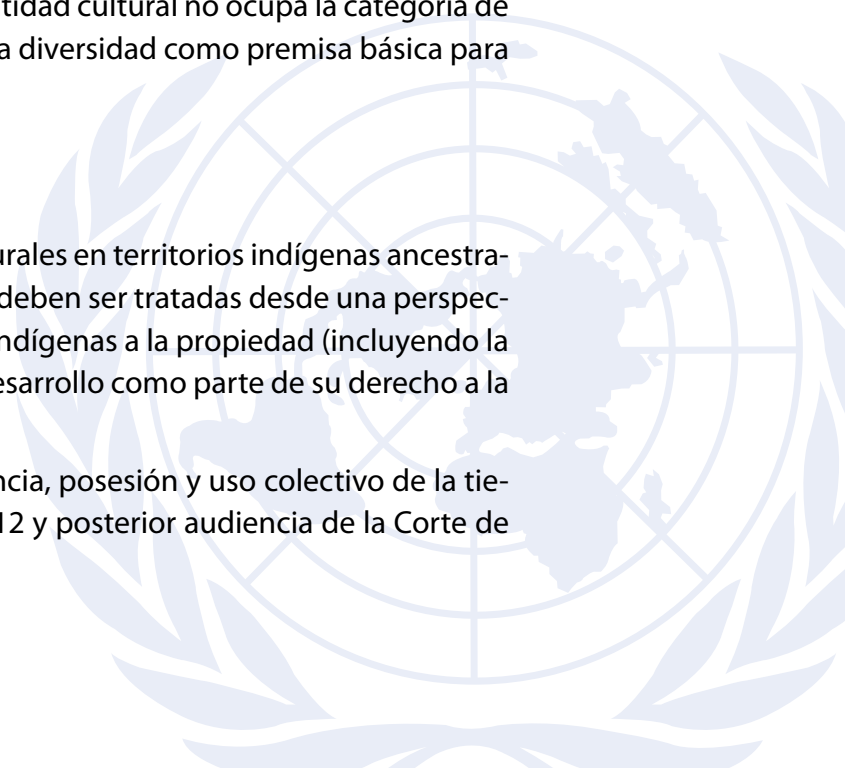 tidad cultural no ocupa la categoría de
a diversidad como premisa básica para
urales en territorios indígenas ancestra-
deben ser tratadas desde una perspec-
ndígenas a la propiedad (incluyendo la
esarrollo como parte de su derecho a la
ncia, posesión y uso colectivo de la tie-
12 y posterior audiencia de la Corte de